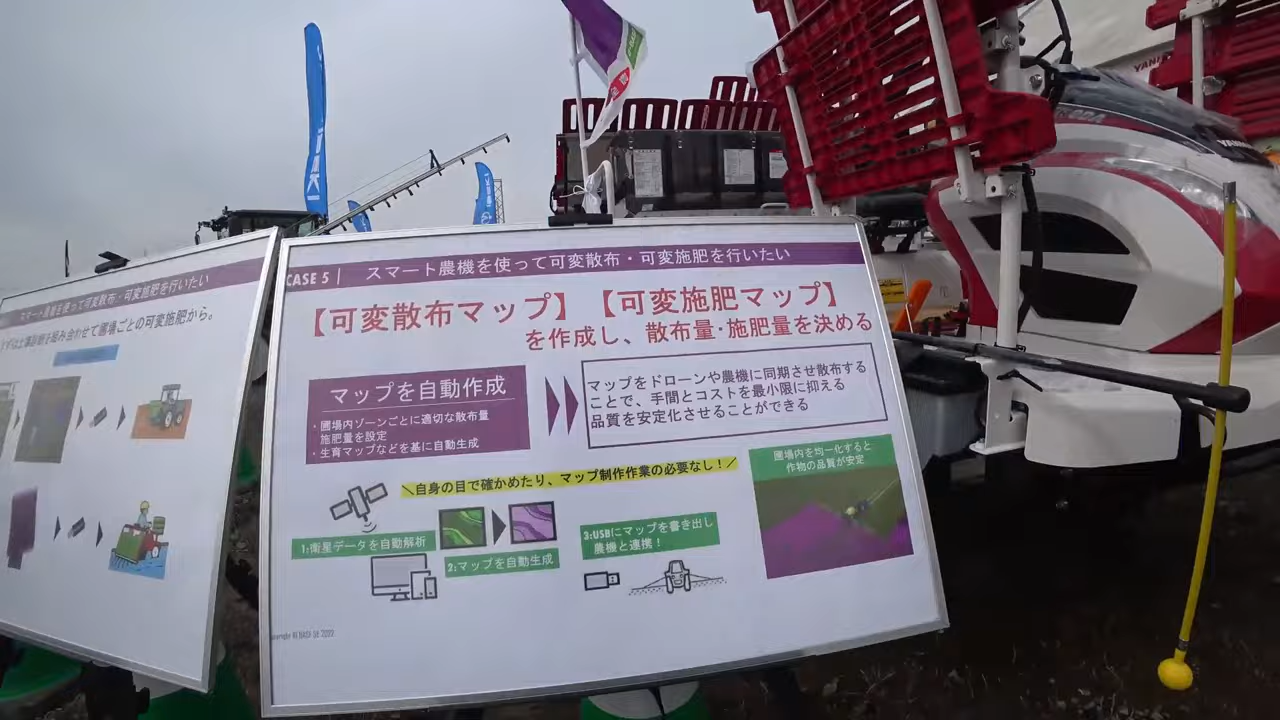 スマート農機を使って可変散布・可変施肥を行いたい
CASE 5 | スマート農機を使って可変散布・可変施肥を行いたい
【可変散布マップ】【可変施肥マップ】
を作成し、散布量・施肥量を決める
マップを自動作成
・圃場内ゾーンごとに適切な散布量
施肥量を設定
・生育マップなどを基に自動生成
マップをドローンや農機に同期させ散布する
ことで、手間とコストを最小限に抑える
品質を安定化させることができる
＼自身の目で確かめたり、マップ制作作業の必要なし！／
1:衛星データを自動解析
2:マップを自動生成
3:USBにマップを書き出し
農機と連携！
圃場内を均一化すると
作物の品質が安定